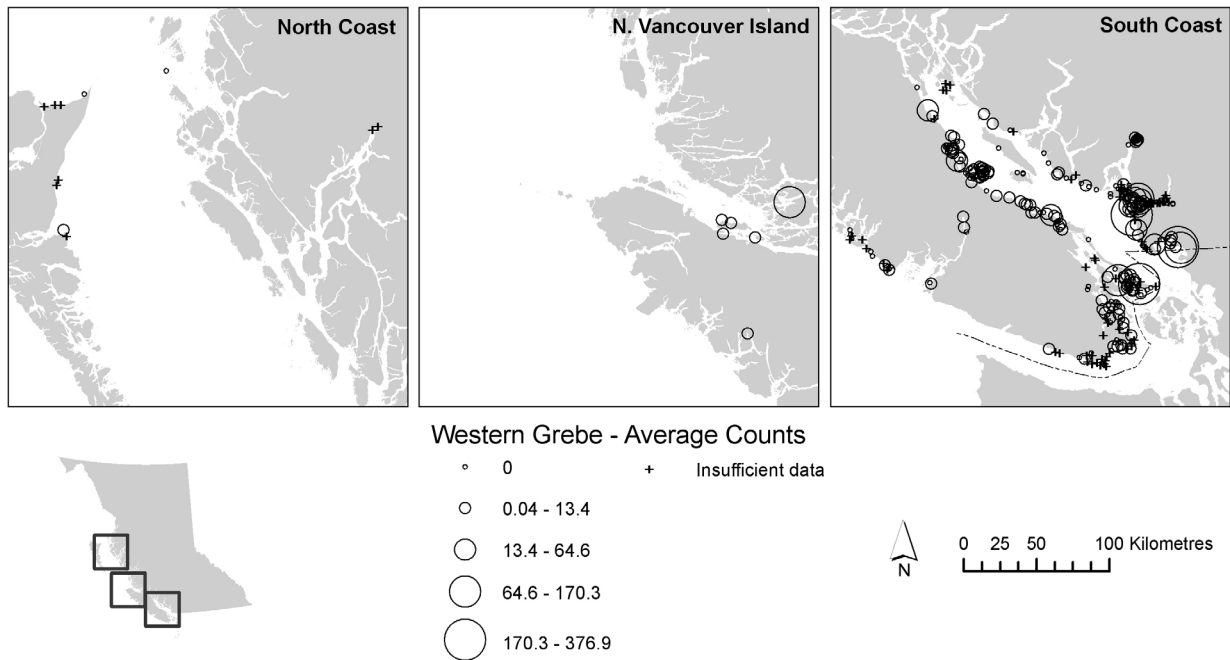 North Coast
N. Vancouver Island
South Coast
Western Grebe - Average Counts
0
Insufficient data
0.04 - 13.4
13.4 - 64.6
64.6 - 170.3
170.3 - 376.9
N
0 25 50 100 Kilometres